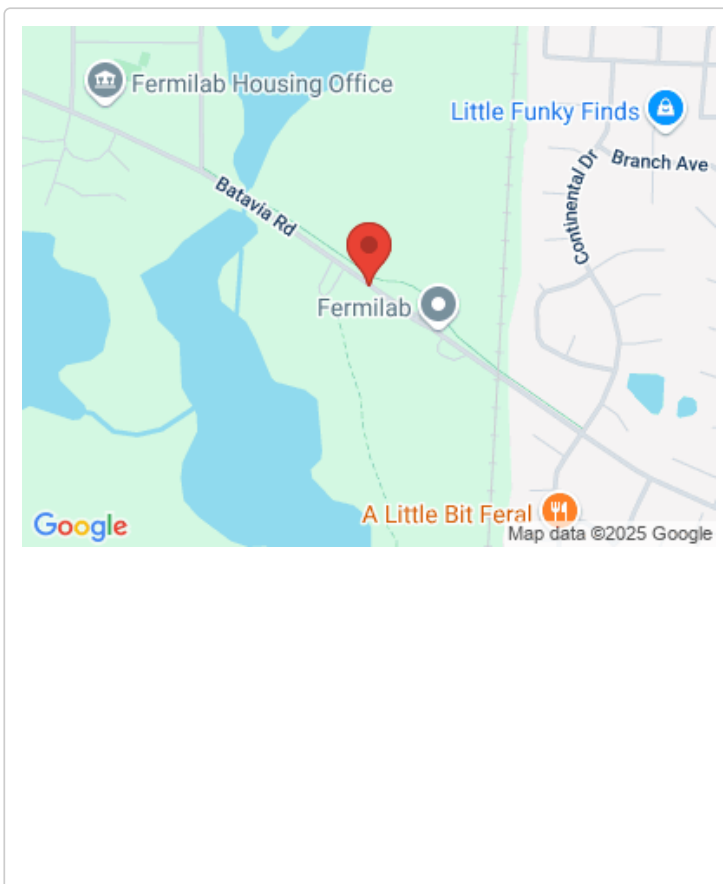 Fermilab Housing Office
Little Funky Finds
Branch Ave
Continental Dr
Batavia Rd
Fermilab
A Little Bit Feral
Google
Map data ©2025 Google